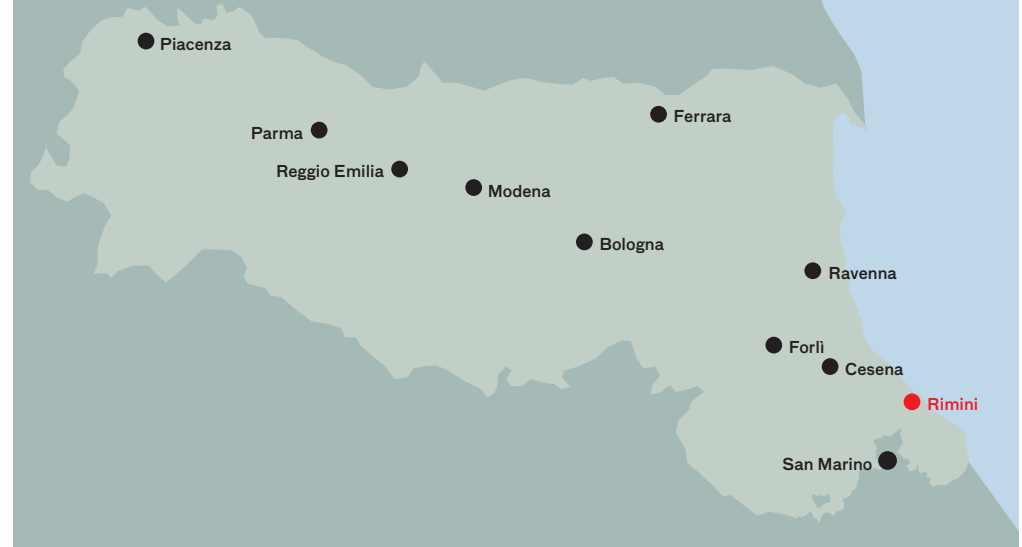 Piacenza
Ferrara
Parma
Reggio Emilia
Modena
Bologna
Ravenna
Forlì
Cesena
Rimini
San Marino